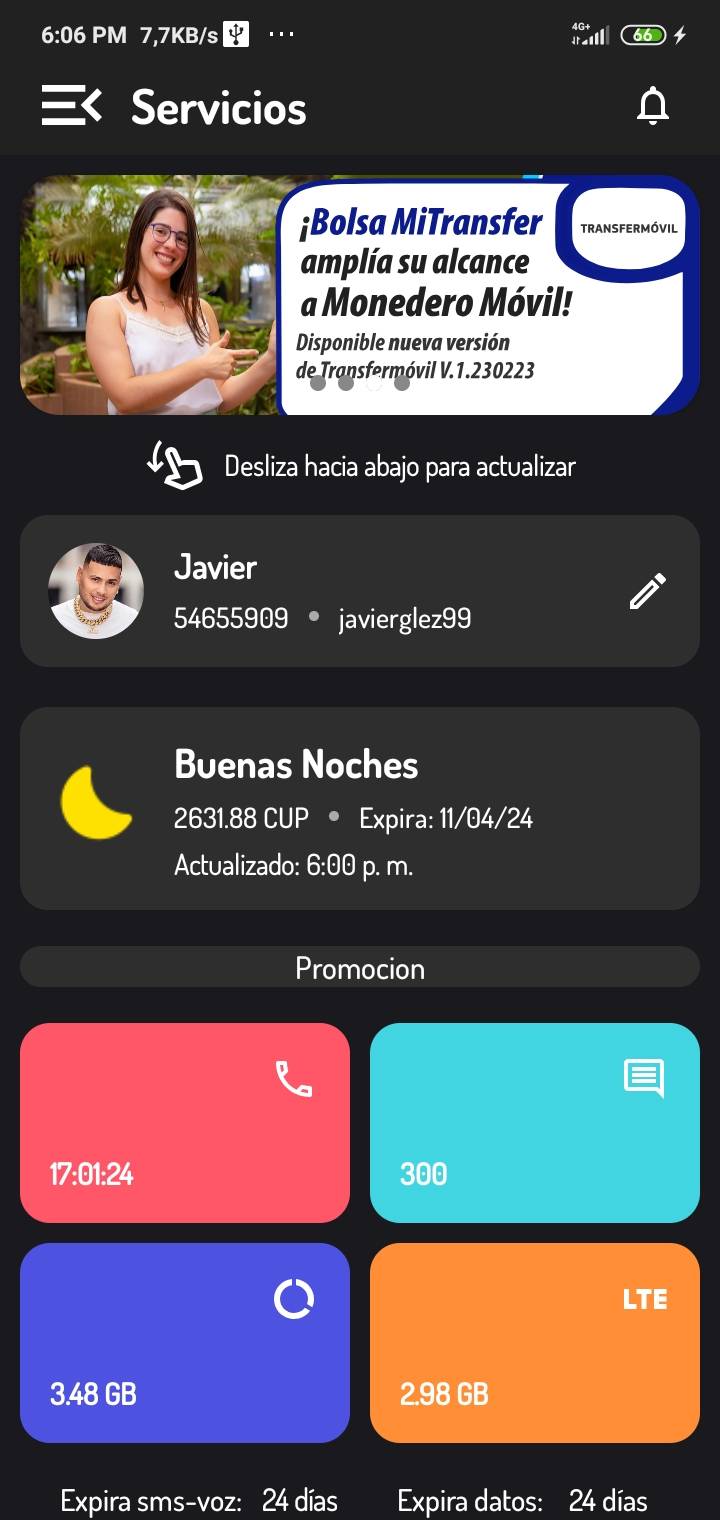 6:06 PM 7,7KB/s ...
4G+
66
Servicios
¡Bolsa MiTransfer
amplía su alcance
a Monedero Móvil!
Disponible nueva versión
de Transfermóvil V.1.230223
TRANSFERMÓVIL
Desliza hacia abajo para actualizar
Javier
54655909 • javierglez99
Buenas Noches
2631.88 CUP • Expira: 11/04/24
Actualizado: 6:00 p. m.
Promocion
17:01:24
300
LTE
3.48 GB
2.98 GB
Expira sms-voz: 24 días Expira datos: 24 días